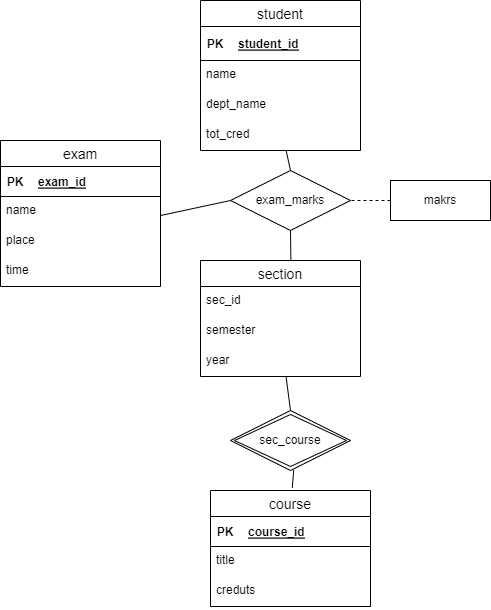 student
PK student_id
name
dept_name
tot_cred
exam
PK exam_id
name
place
time
exam_marks
makrs
section
sec_id
semester
year
sec_course
course
PK course_id
title
creduts